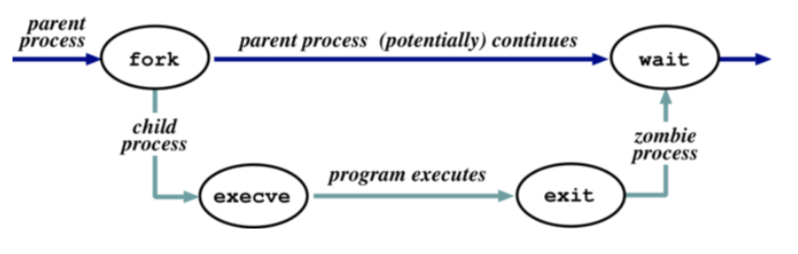 parent
process
fork
parent process (potentially) continues
wait
child
process
zombie
process
execve
program executes
exit